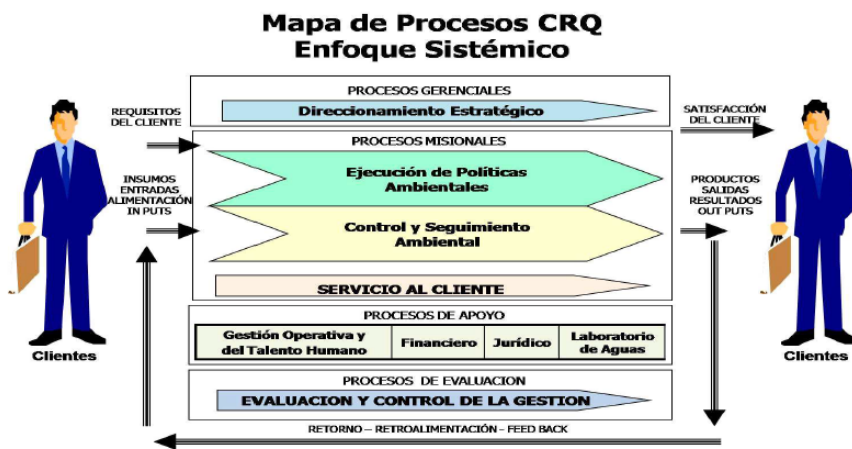 Mapa de Procesos CRQ
Enfoque Sistémico
PROCESOS GERENCIALES
Direccionamiento Estratégico
REQUISITOS
DEL CLIENTE
SATISFACCIÓN
DEL CLIENTE
PROCESOS MISIONALES
Ejecución de Políticas
Ambientales
INSUMOS
ENTRADAS
ALIMENTACIÓN
IN PUTS
PRODUCTOS
SALIDAS
RESULTADOS
OUT PUTS
Control y Seguimiento
Ambiental
SERVICIO AL CLIENTE
PROCESOS DE APOYO
Gestión Operativa y
del Talento Humano
Financiero
Jurídico
Laboratorio
de Aguas
Clientes
Clientes
PROCESOS DE EVALUACION
EVALUACION Y CONTROL DE LA GESTION
RETORNO – RETROALIMENTACIÓN - FEED BACK